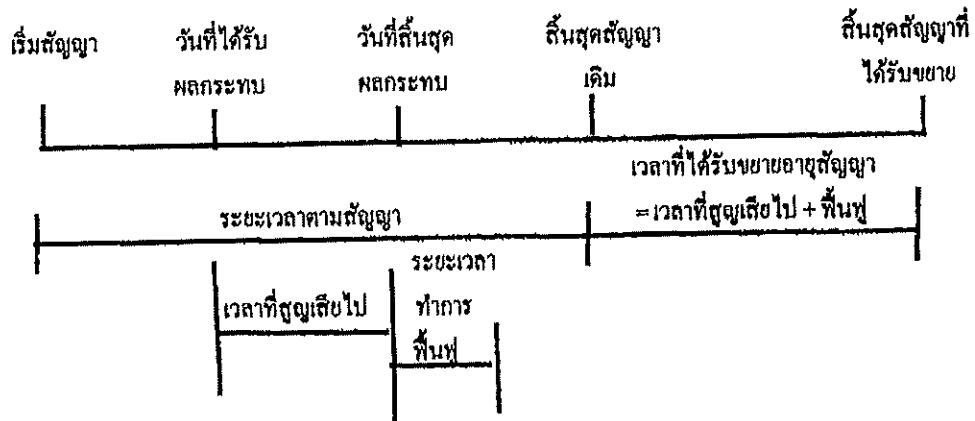 เริ่มสัญญา
วันที่ได้รับ
ผลกระทบ
วันที่สิ้นสุด
ผลกระทบ
สิ้นสุดสัญญา
เดิม
สิ้นสุดสัญญาที่
ได้รับขยาย
เวลาที่ได้รับขยายอายุสัญญา
=เวลาที่สูญเสียไป + ฟื้นฟู
ระยะเวลาตามสัญญา
เวลาที่สูญเสียไป
ระยะเวลา
ทำการ
ฟื้นฟู